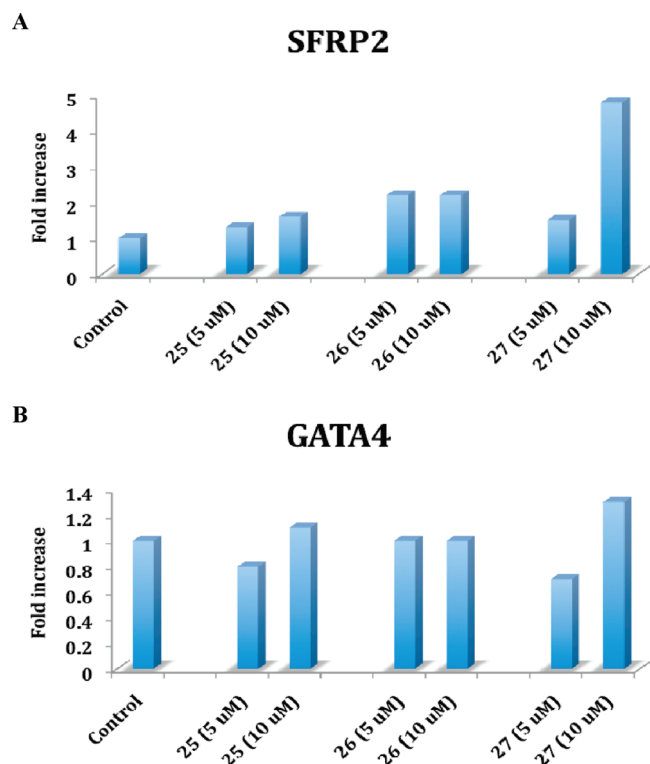 A
SFRP2
Fold increase
5
4
3
2
1
0
Control
25 (5 uM)
25 (10 uM)
26 (5 uM)
26 (10 uM)
27 (5 uM)
27 (10 uM)
B
GATA4
Fold increase
1.4
1.2
1
0.8
0.6
0.4
0.2
0
Control
25 (5 uM)
25 (10 uM)
26 (5 uM)
26 (10 uM)
27 (5 uM)
27 (10 uM)